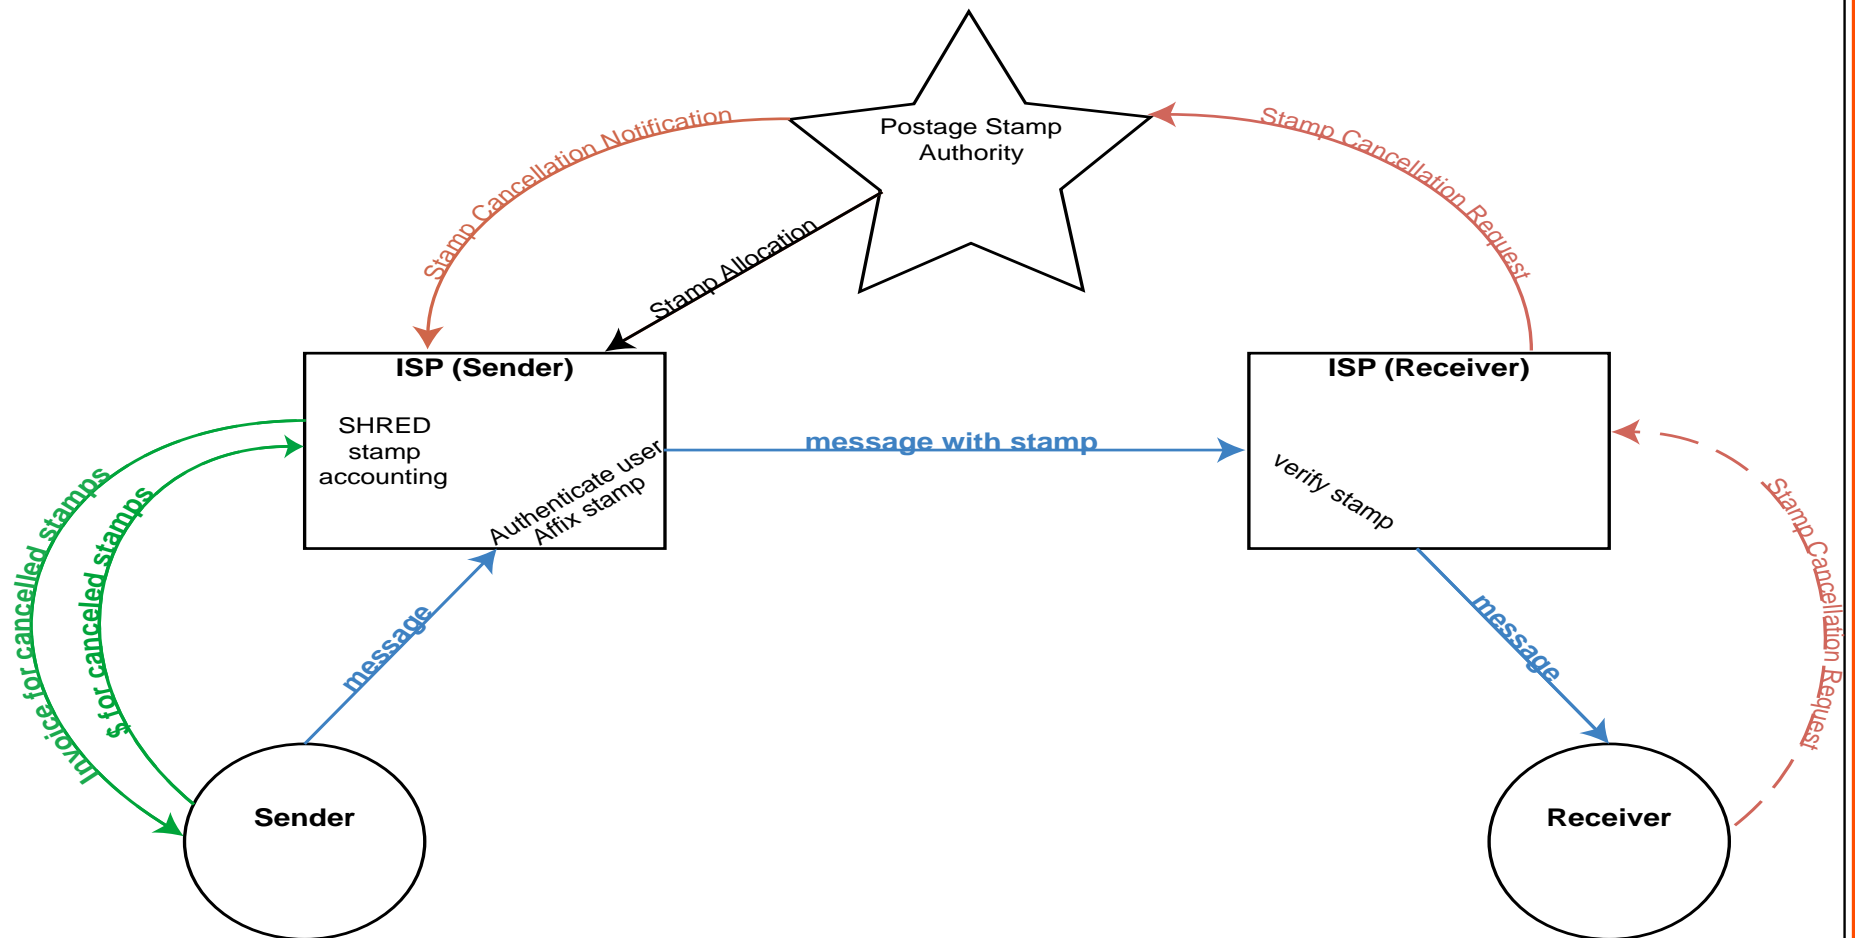 Postage Stamp
Authority
Stamp Cancellation Notification
Stamp Cancellation Request
Stamp Allocation
ISP (Sender)
ISP (Receiver)
SHRED
stamp
accounting
Authenticate user
Affix stamp
message with stamp
verify stamp
Invoice for cancelled stamps
$ for canceled stamps
message
message
Stamp Cancellation Request
Sender
Receiver